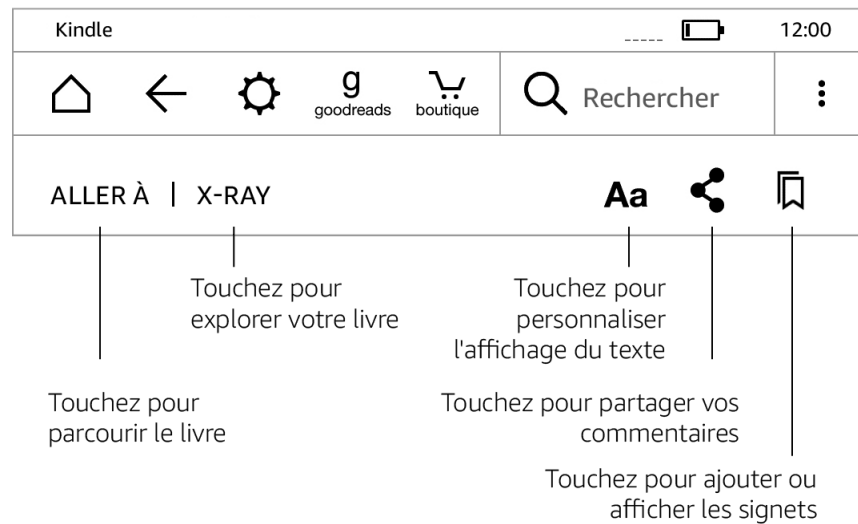 Kindle
12:00
g
goodreads
boutique
Rechercher
ALLER À | X-RAY
Aa
Touchez pour
explorer votre livre
Touchez pour
personnaliser
l'affichage du texte
Touchez pour
parcourir le livre
Touchez pour partager vos
commentaires
Touchez pour ajouter ou
afficher les signets